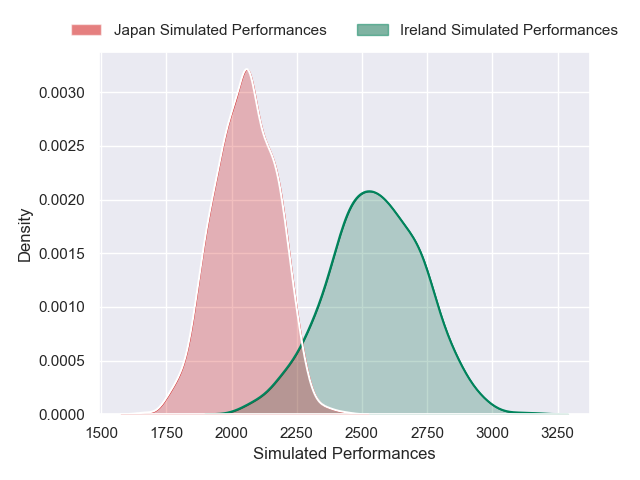 Japan Simulated Performances Ireland Simulated Performances
0.0030
0.0025
0.0020
0.0015
0.0010
0.0005
0.0000
Density
1500 1750 2000 2250 2500 2750 3000 3250
Simulated Performances